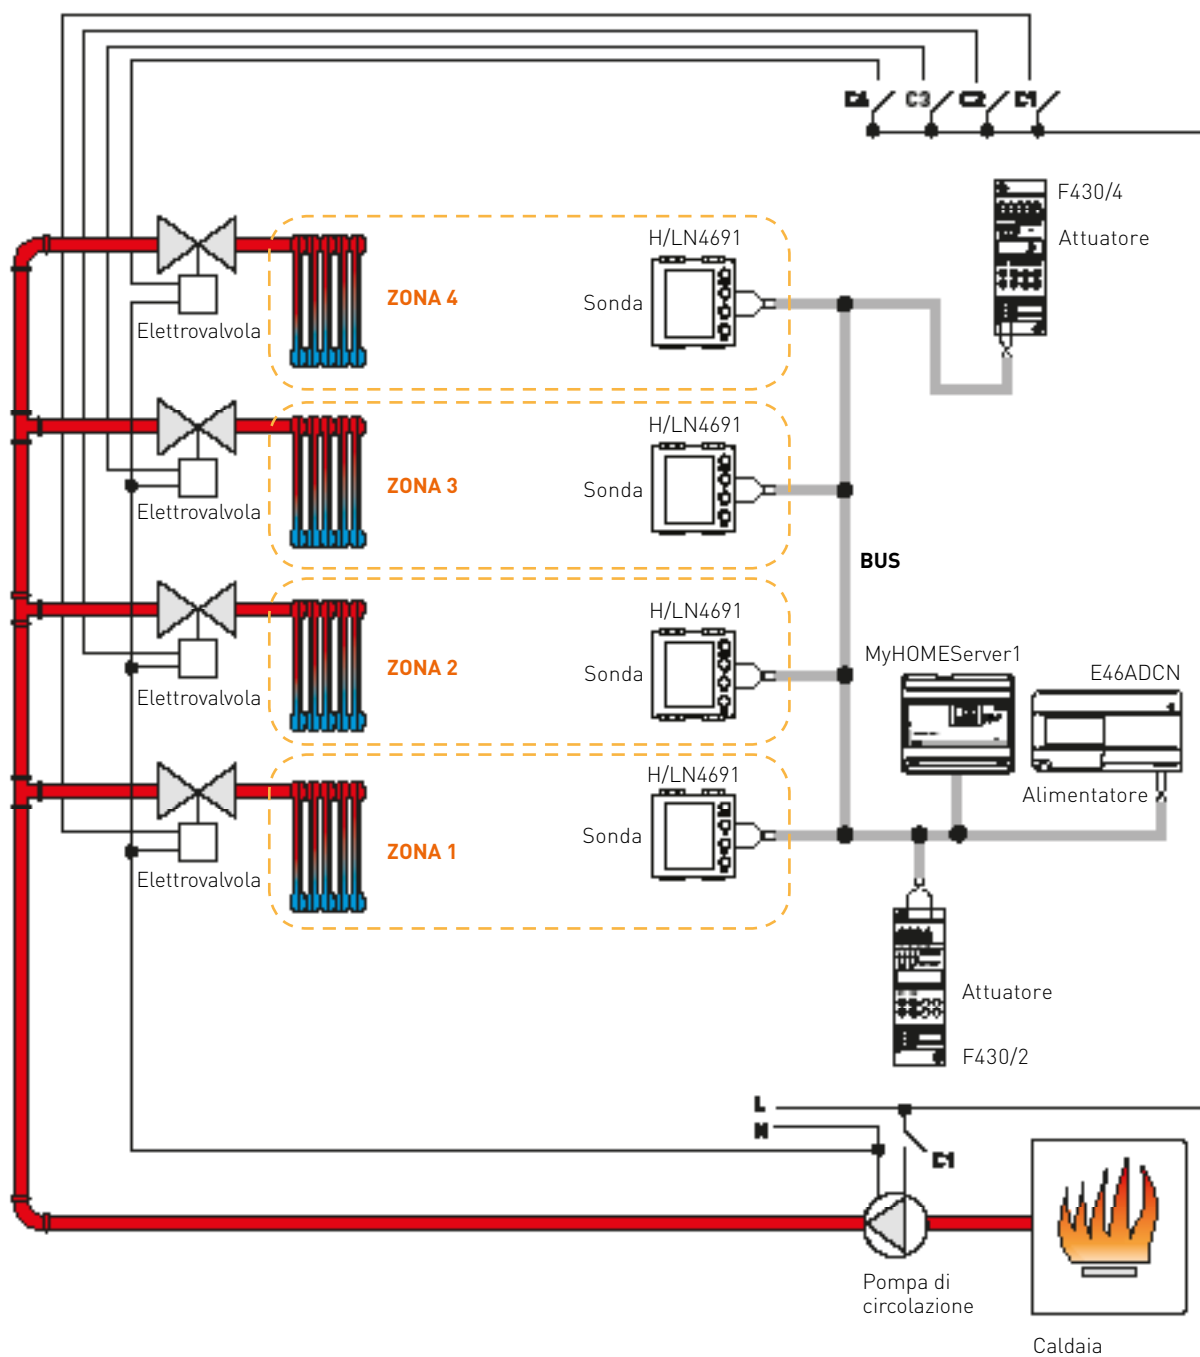 C4 C3 C2 C1
F430/4
Attuatore
H/LN4691
ZONA 4
Sonda
Elettrovalvola
H/LN4691
ZONA 3
Sonda
Elettrovalvola
BUS
H/LN4691
ZONA 2
Sonda
Elettrovalvola
MyHOMEServer1
E46ADCN
Alimentatore
H/LN4691
ZONA 1
Sonda
Elettrovalvola
Attuatore
F430/2
L
N
C1
Pompa di
circolazione
Caldaia